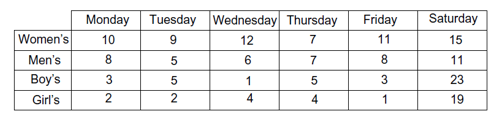 Monday Tuesday Wednesday Thursday Friday Saturday
Women's 10 9 12 7 11 15
Men's 8 5 6 7 8 11
Boy's 3 5 1 5 3 23
Girl's 2 2 4 4 1 19